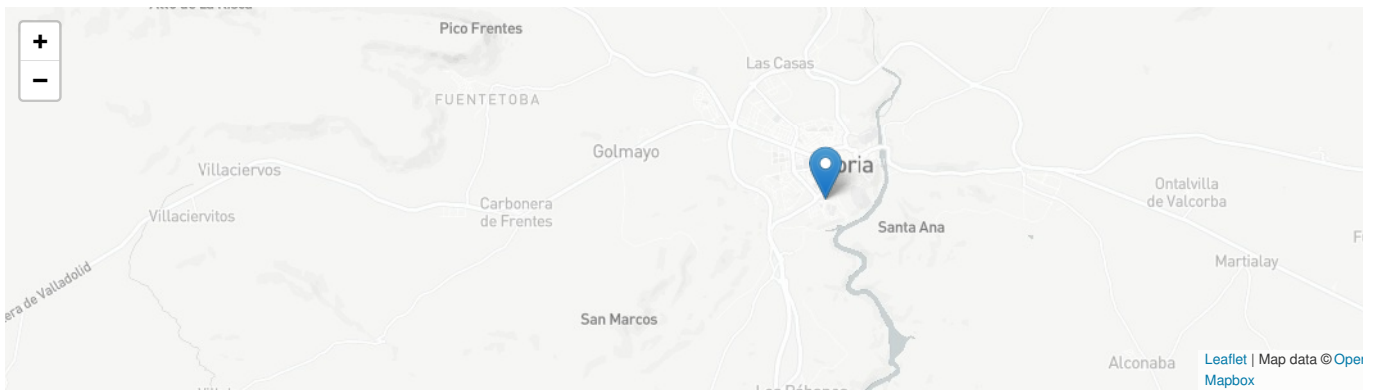 +
−
Pico Frentes
Las Casas
FUENTETOBA
Golmayo
Villaciervos
oria
Ontalvilla
de Valcorba
Carbonera
de Frentes
Villaciervitos
Santa Ana
Martialay
era de Valladolid
San Marcos
Alconaba
Leaflet | Map data © Oper
Mapbox